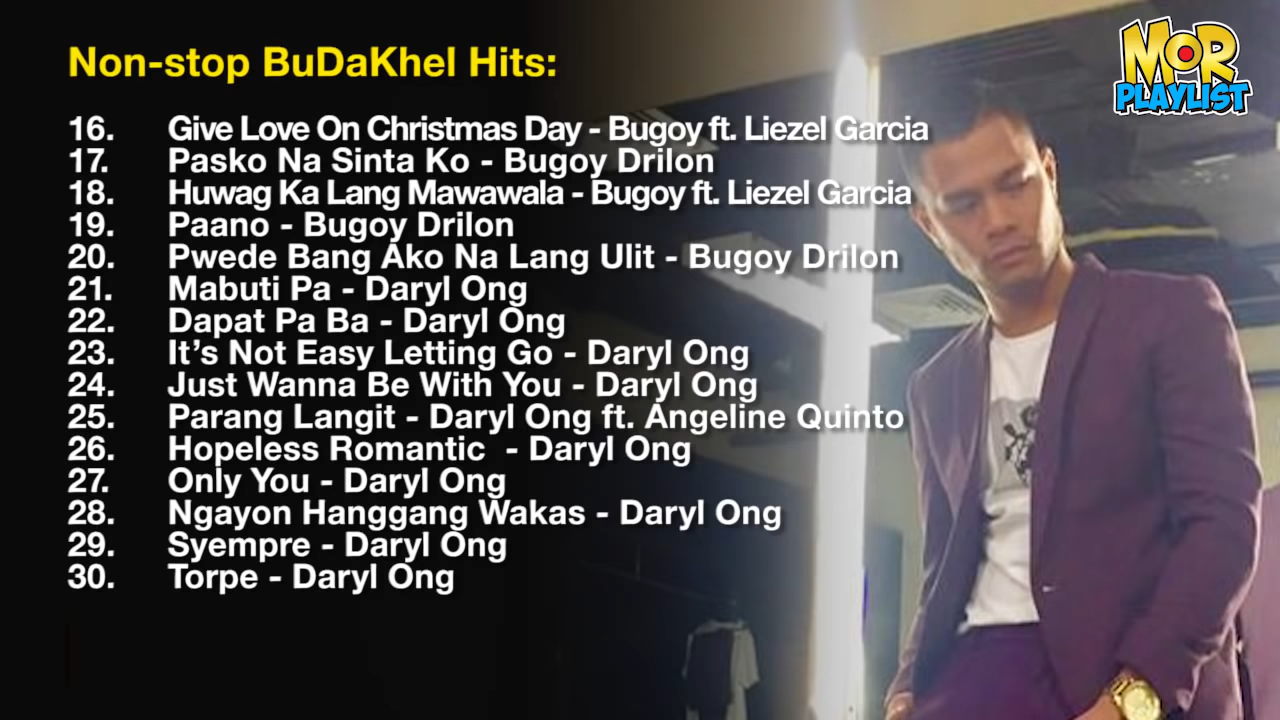 Non-stop BuDaKhel Hits:
MOR
PLAYLIST
16. Give Love On Christmas Day - Bugoy ft. Liezel Garcia
17. Pasko Na Sinta Ko - Bugoy Drilon
18. Huwag Ka Lang Mawawala - Bugoy ft. Liezel Garcia
19. Paano - Bugoy Drilon
20. Pwede Bang Ako Na Lang Ulit - Bugoy Drilon
21. Mabuti Pa - Daryl Ong
22. Dapat Pa Ba - Daryl Ong
23. It’s Not Easy Letting Go - Daryl Ong
24. Just Wanna Be With You - Daryl Ong
25. Parang Langit - Daryl Ong ft. Angeline Quinto
26. Hopeless Romantic - Daryl Ong
27. Only You - Daryl Ong
28. Ngayon Hanggang Wakas - Daryl Ong
29. Syempre - Daryl Ong
30. Torpe - Daryl Ong